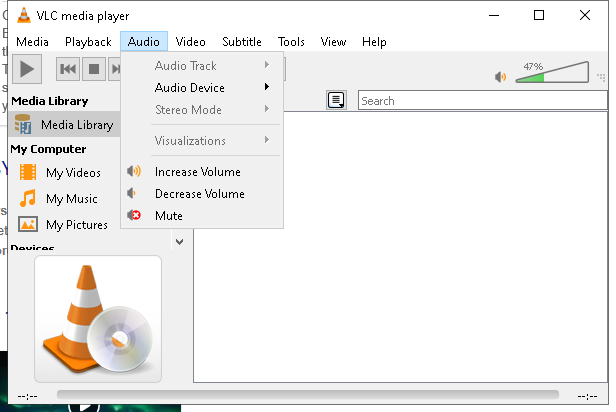 VLC media player
Media Playback Audio Video Subtitle Tools View Help
Audio Track
Audio Device
Stereo Mode
Visualizations
Increase Volume
Decrease Volume
Mute
47%
Media Library
Search
Media Library
My Computer
My Videos
My Music
My Pictures
Devices
--:-- --:--